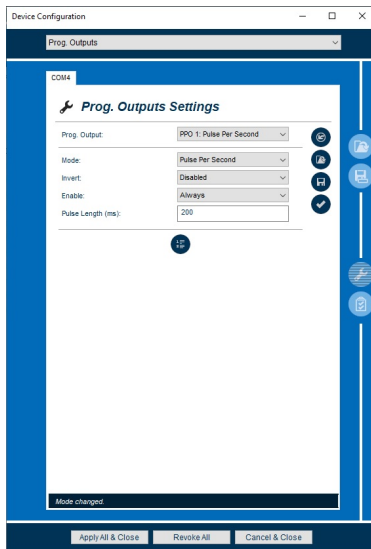 Device Configuration
Prog. Outputs
COM4
Prog. Outputs Settings
Prog. Output: PPO 1: Pulse Per Second
Mode: Pulse Per Second
Invert: Disabled
Enable: Always
Pulse Length (ms): 200
Mode changed.
Apply All & Close Revoke All Cancel & Close